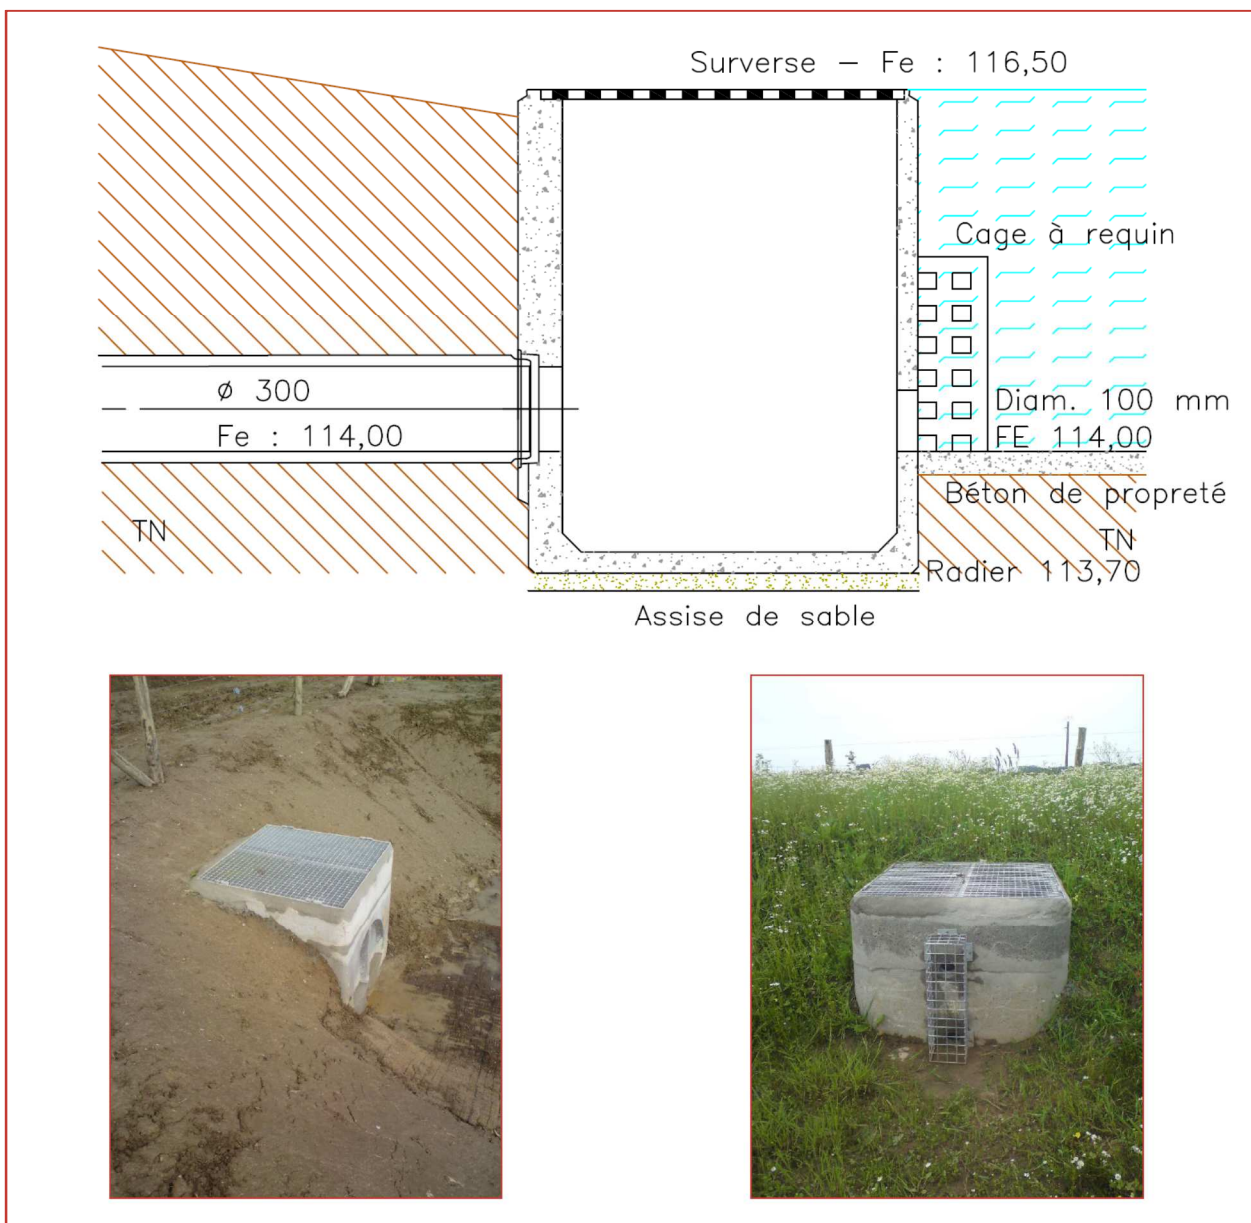 Surverse – Fe : 116,50
Cage à requin
ø 300
Fe : 114,00
Diam. 100 mm
FE 114,00
Béton de propreté
TN
TN
Radier 113,70
Assise de sable